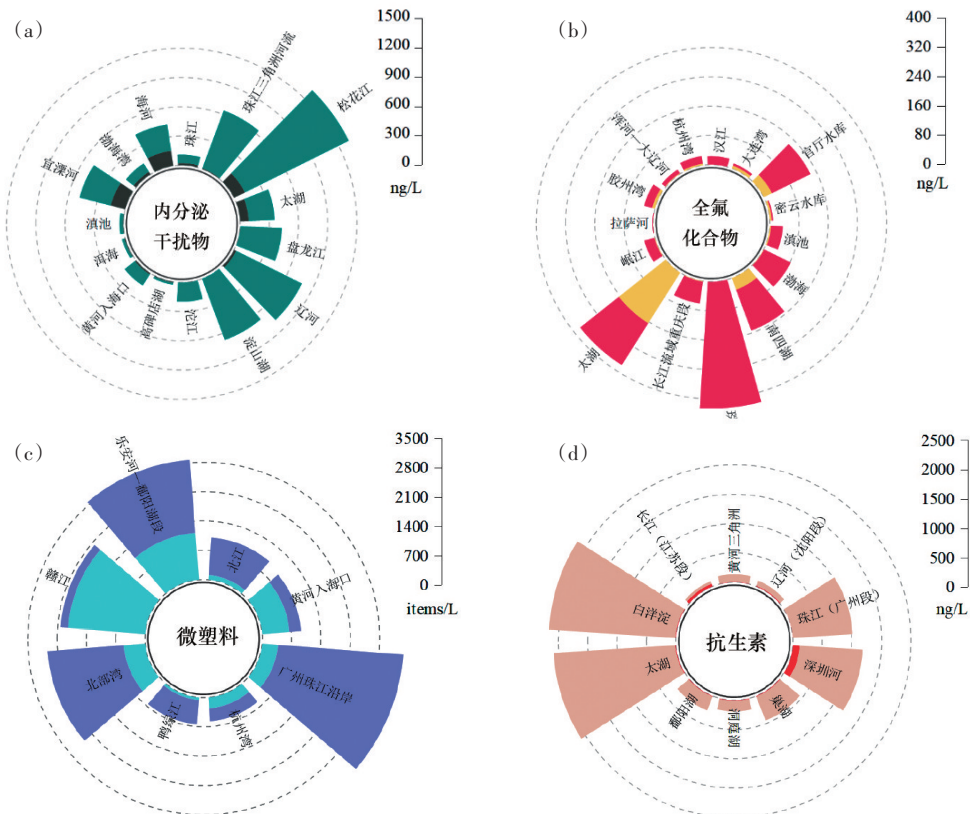 (a)
1500
1200
900
600
300
0
ng/L
内分泌
干扰物
珠江
珠江三角洲河流
松花江
太湖
盘龙江
辽河
淀山湖
沱江
高碑店湖
黄河入海口
洱海
滇池
宜溧河
渤海湾
海河
(b)
400
320
240
160
80
0
ng/L
全氟
化合物
汉江
大连湾
官厅水库
密云水库
滇池
渤海
南四湖
长江流域重庆段
太湖
岷江
拉萨河
胶州湾
浑河—大辽河
杭州湾
(c)
3500
2800
2100
1400
700
0
items/L
微塑料
北江
黄河入海口
广州珠江沿岸
杭州湾
鸭绿江
北部湾
赣江
乐安河—鄱阳湖段
(d)
2500
2000
1500
1000
500
0
ng/L
抗生素
黄河三角洲
辽河（沈阳段）
珠江（广州段）
深圳河
巢湖
洞庭湖
太湖
白洋淀
长江（江苏段）